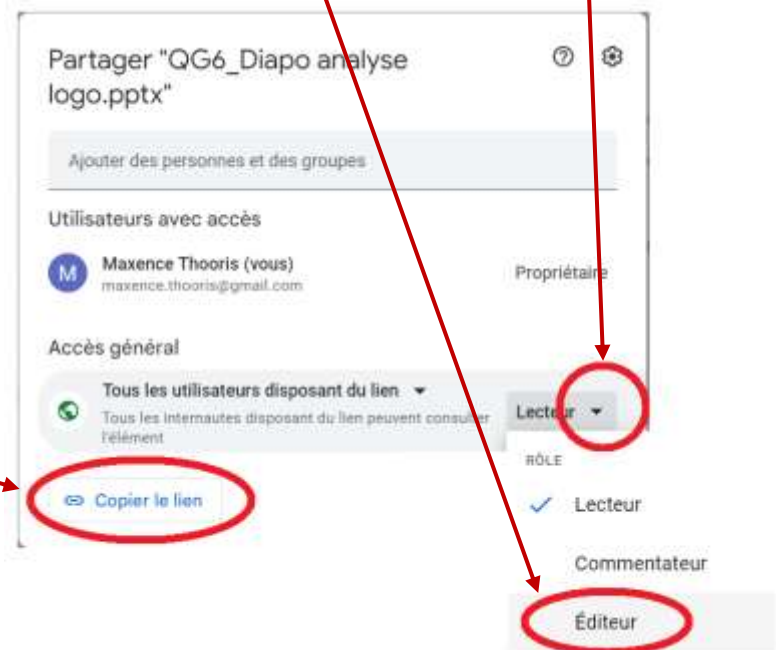 Partager "QG6_Diapo analyse
logo.pptx"
Ajouter des personnes et des groupes
Utilisateurs avec accès
M
Maxence Thooris (vous)
maxence.thooris@gmail.com
Propriétaire
Accès général
Tous les utilisateurs disposant du lien
Tous les internautes disposant du lien peuvent consulter
l'élément
Lecteur
RÔLE
Copier le lien
Lecteur
Commentateur
Éditeur